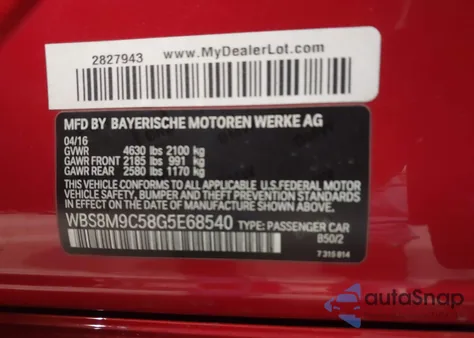 2827943 www.MyDealerLot.com
MFD BY BAYERISCHE MOTOREN WERKE AG
04/16
GVWR 4630 lbs 2100 kg
GAWR FRONT 2185 lbs 991 kg
GAWR REAR 2580 lbs 1170 kg
THIS VEHICLE CONFORMS TO ALL APPLICABLE
U.S. FEDERAL MOTOR VEHICLE SAFETY, BUMPER,
AND THEFT PREVENTION STANDARDS IN EFFECT ON
THE DATE OF MANUFACTURE SHOWN ABOVE.
WBS8M9C58G5E68540 TYPE: PASSENGER CAR
B50/2
7 315 814
autoSnap